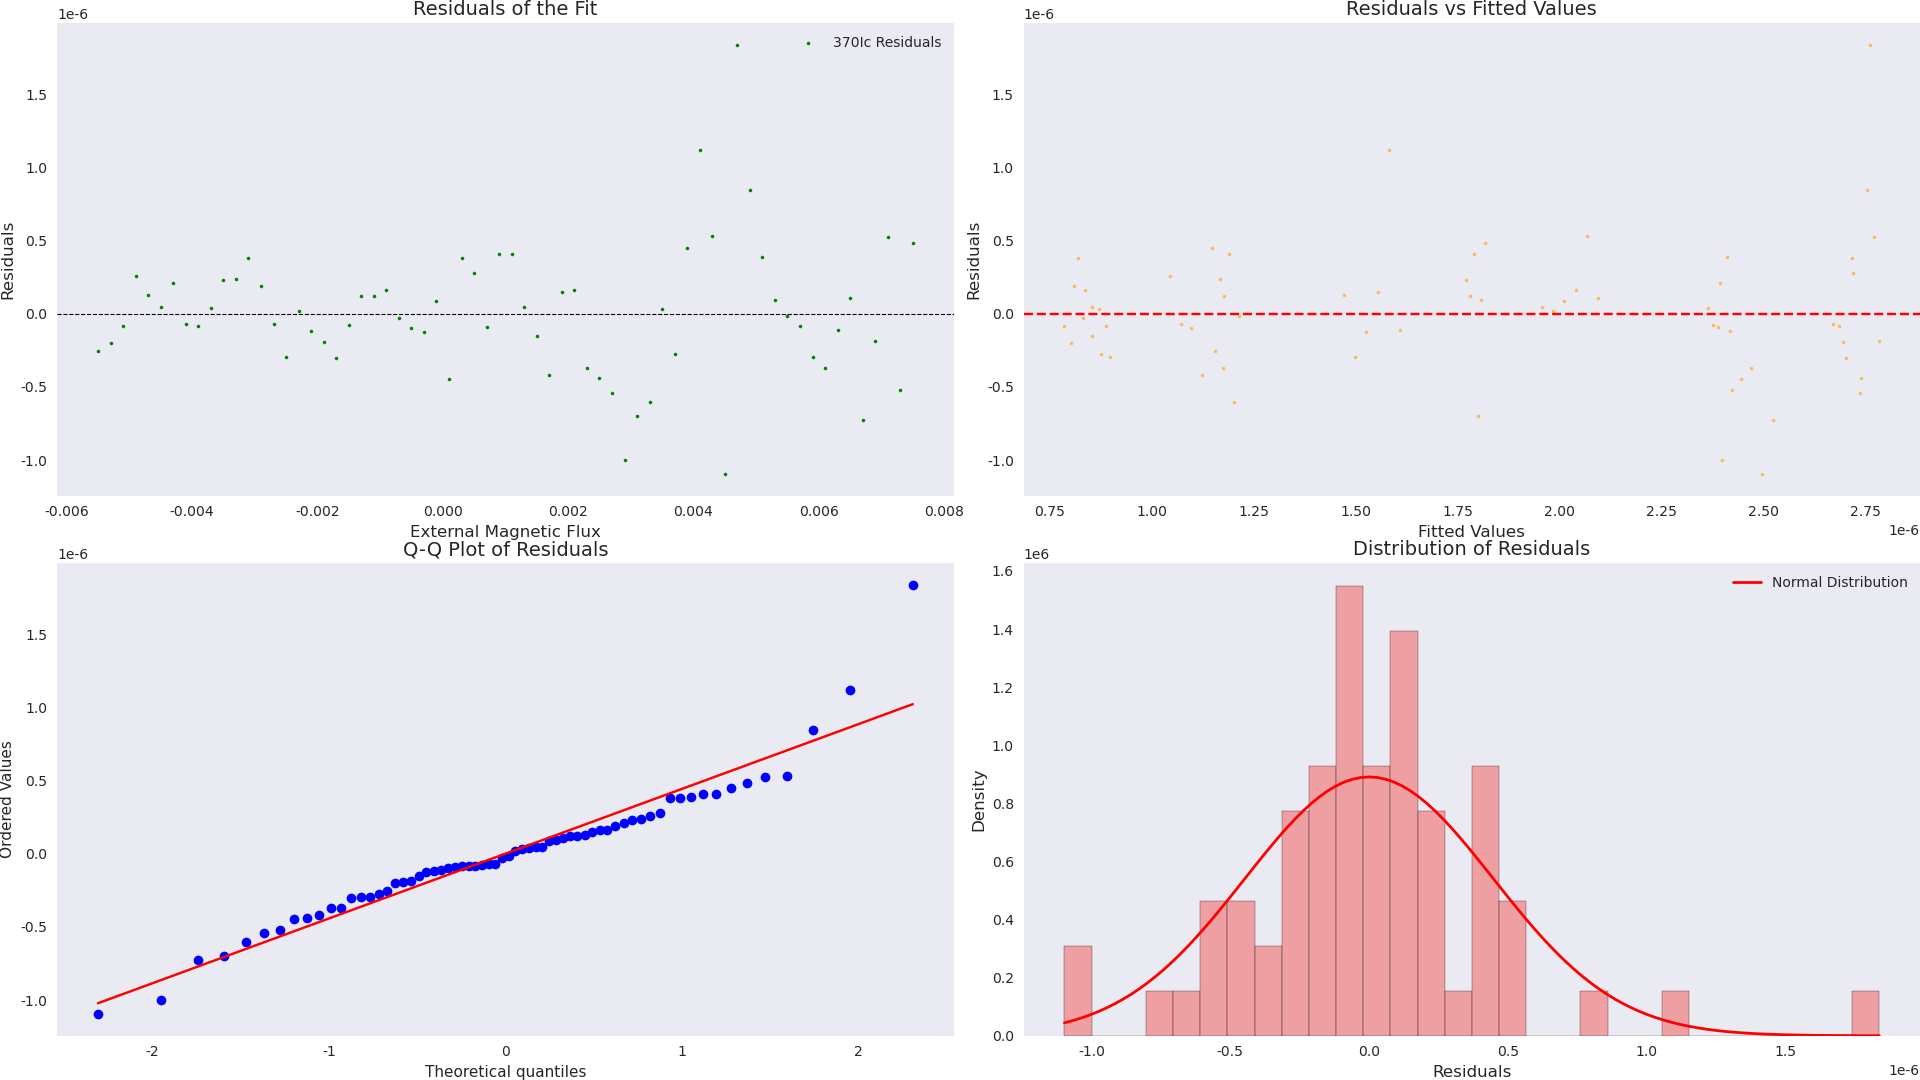 Residuals of the Fit
1e-6
370Ic Residuals
1.5
1.0
0.5
0.0
-0.5
-1.0
Residuals
-0.006 -0.004 -0.002 0.000 0.002 0.004 0.006 0.008
External Magnetic Flux
Residuals vs Fitted Values
1e-6
1.5
1.0
0.5
0.0
-0.5
-1.0
Residuals
0.75 1.00 1.25 1.50 1.75 2.00 2.25 2.50 2.75
Fitted Values
1e-6
Q-Q Plot of Residuals
1e-6
1.5
1.0
0.5
0.0
-0.5
-1.0
Ordered Values
-2 -1 0 1 2
Theoretical quantiles
Distribution of Residuals
1e6
Normal Distribution
1.6
1.4
1.2
1.0
0.8
0.6
0.4
0.2
0.0
Density
-1.0 -0.5 0.0 0.5 1.0 1.5
Residuals
1e-6